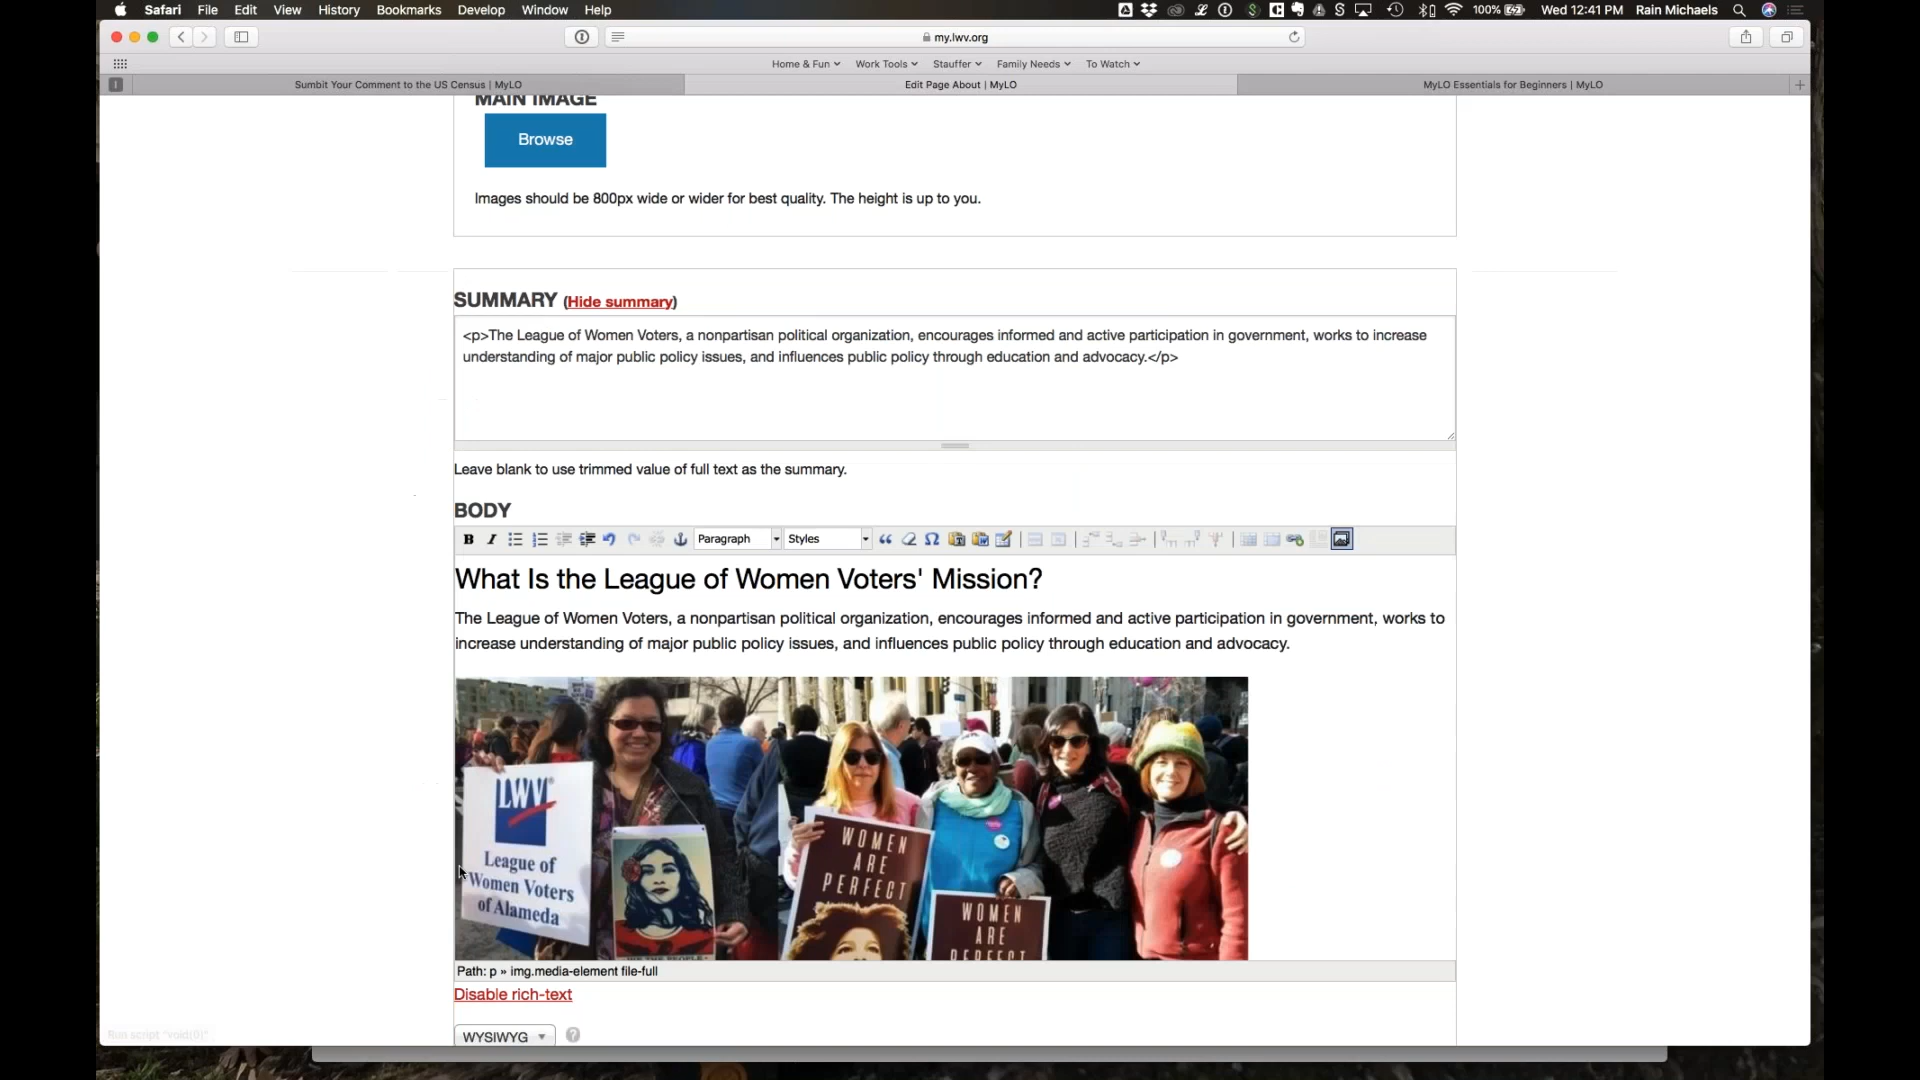 Safari File Edit View History Bookmarks Develop Window Help 100% Wed 12:41 PM Rain Michaels
my.lwv.org
Home & Fun Work Tools Stauffer Family Needs To Watch
Sumbit Your Comment to the US Census | MyLO Edit Page About | MyLO MyLO Essentials for Beginners | MyLO
MAIN IMAGE
Browse
Images should be 800px wide or wider for best quality. The height is up to you.
SUMMARY (Hide summary)
<p>The League of Women Voters, a nonpartisan political organization, encourages informed and active participation in government, works to increase
understanding of major public policy issues, and influences public policy through education and advocacy.</p>
Leave blank to use trimmed value of full text as the summary.
BODY
B I Paragraph Styles
What Is the League of Women Voters' Mission?
The League of Women Voters, a nonpartisan political organization, encourages informed and active participation in government, works to
increase understanding of major public policy issues, and influences public policy through education and advocacy.
LWV
League of
Women Voters
of Alameda
WE THE PEOPLE
WOMEN
ARE
PERFECT
WOMEN
ARE
PERFECT
Path: p » img.media-element file-full
Disable rich-text
WYSIWYG ?
Run script "void(0)"